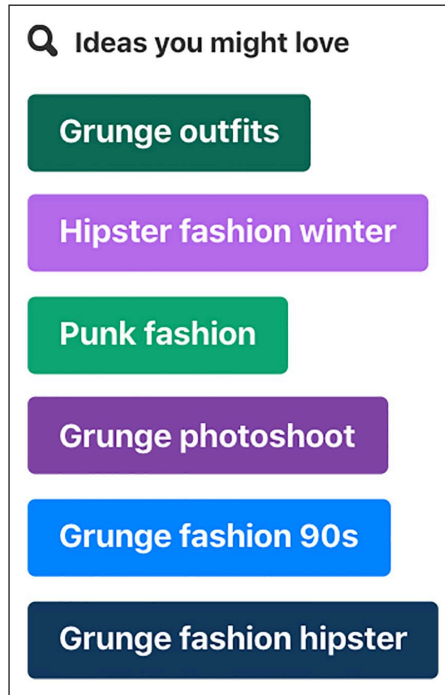 Ideas you might love
Grunge outfits
Hipster fashion winter
Punk fashion
Grunge photoshoot
Grunge fashion 90s
Grunge fashion hipster